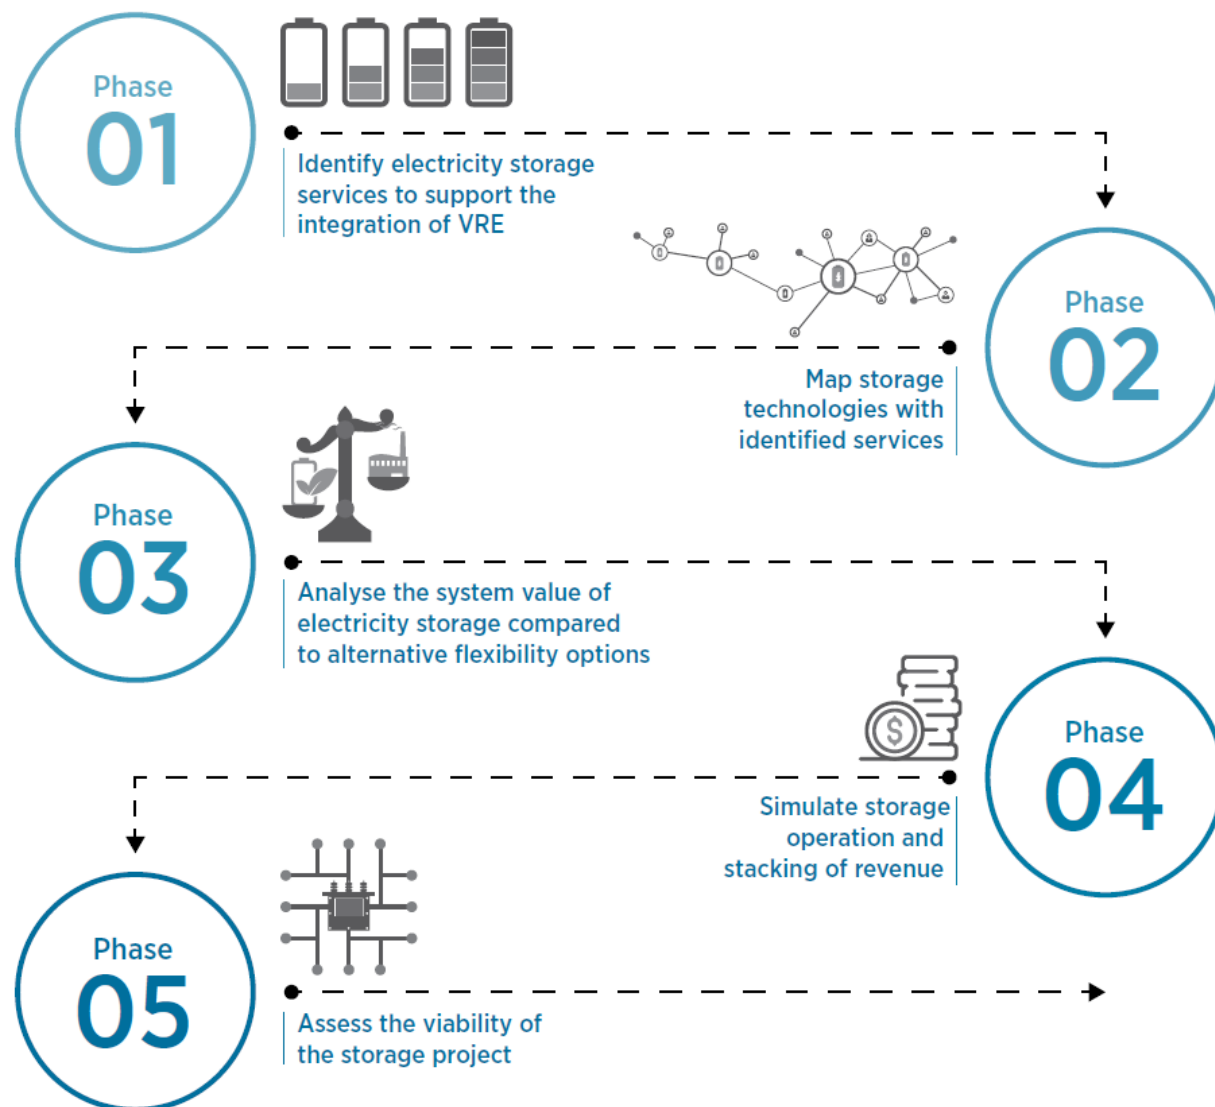 Phase
01
Identify electricity storage
services to support the
integration of VRE
Phase
02
Map storage
technologies with
identified services
Phase
03
Analyse the system value of
electricity storage compared
to alternative flexibility options
$
Phase
04
Simulate storage
operation and
stacking of revenue
Phase
05
Assess the viability of
the storage project